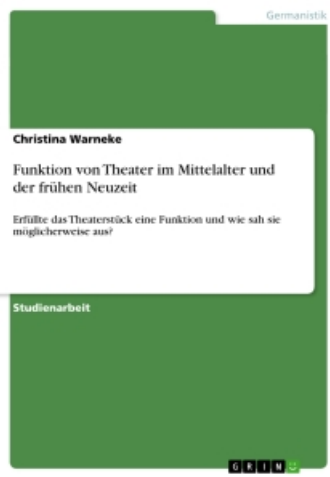 Germanistik
Christina Warneke
Funktion von Theater im Mittelalter und
der frühen Neuzeit
Erfüllte das Theaterstück eine Funktion und wie sah sie
möglicherweise aus?
Studienarbeit
GRIN